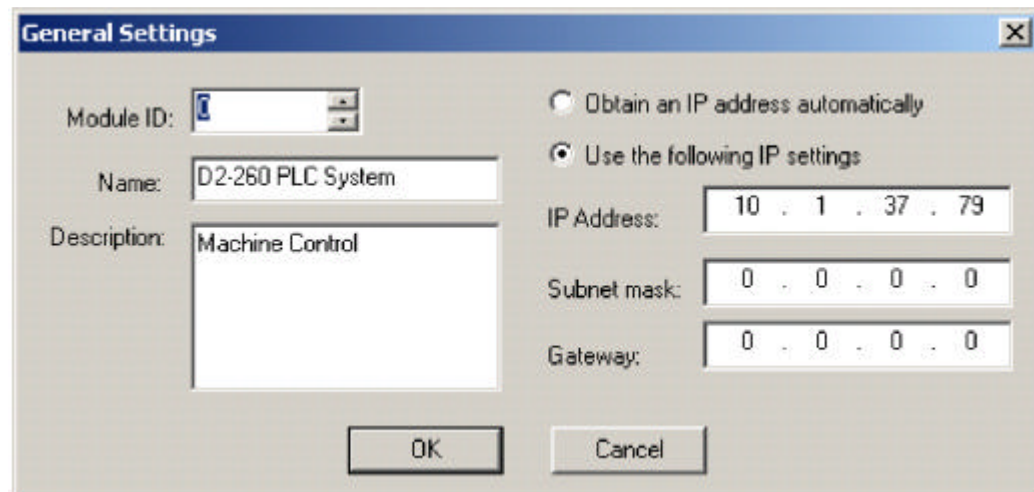 General Settings
Module ID: 0
Name: D2-260 PLC System
Description: Machine Control
Obtain an IP address automatically
Use the following IP settings
IP Address: 10 . 1 . 37 . 79
Subnet mask: 0 . 0 . 0 . 0
Gateway: 0 . 0 . 0 . 0
OK
Cancel